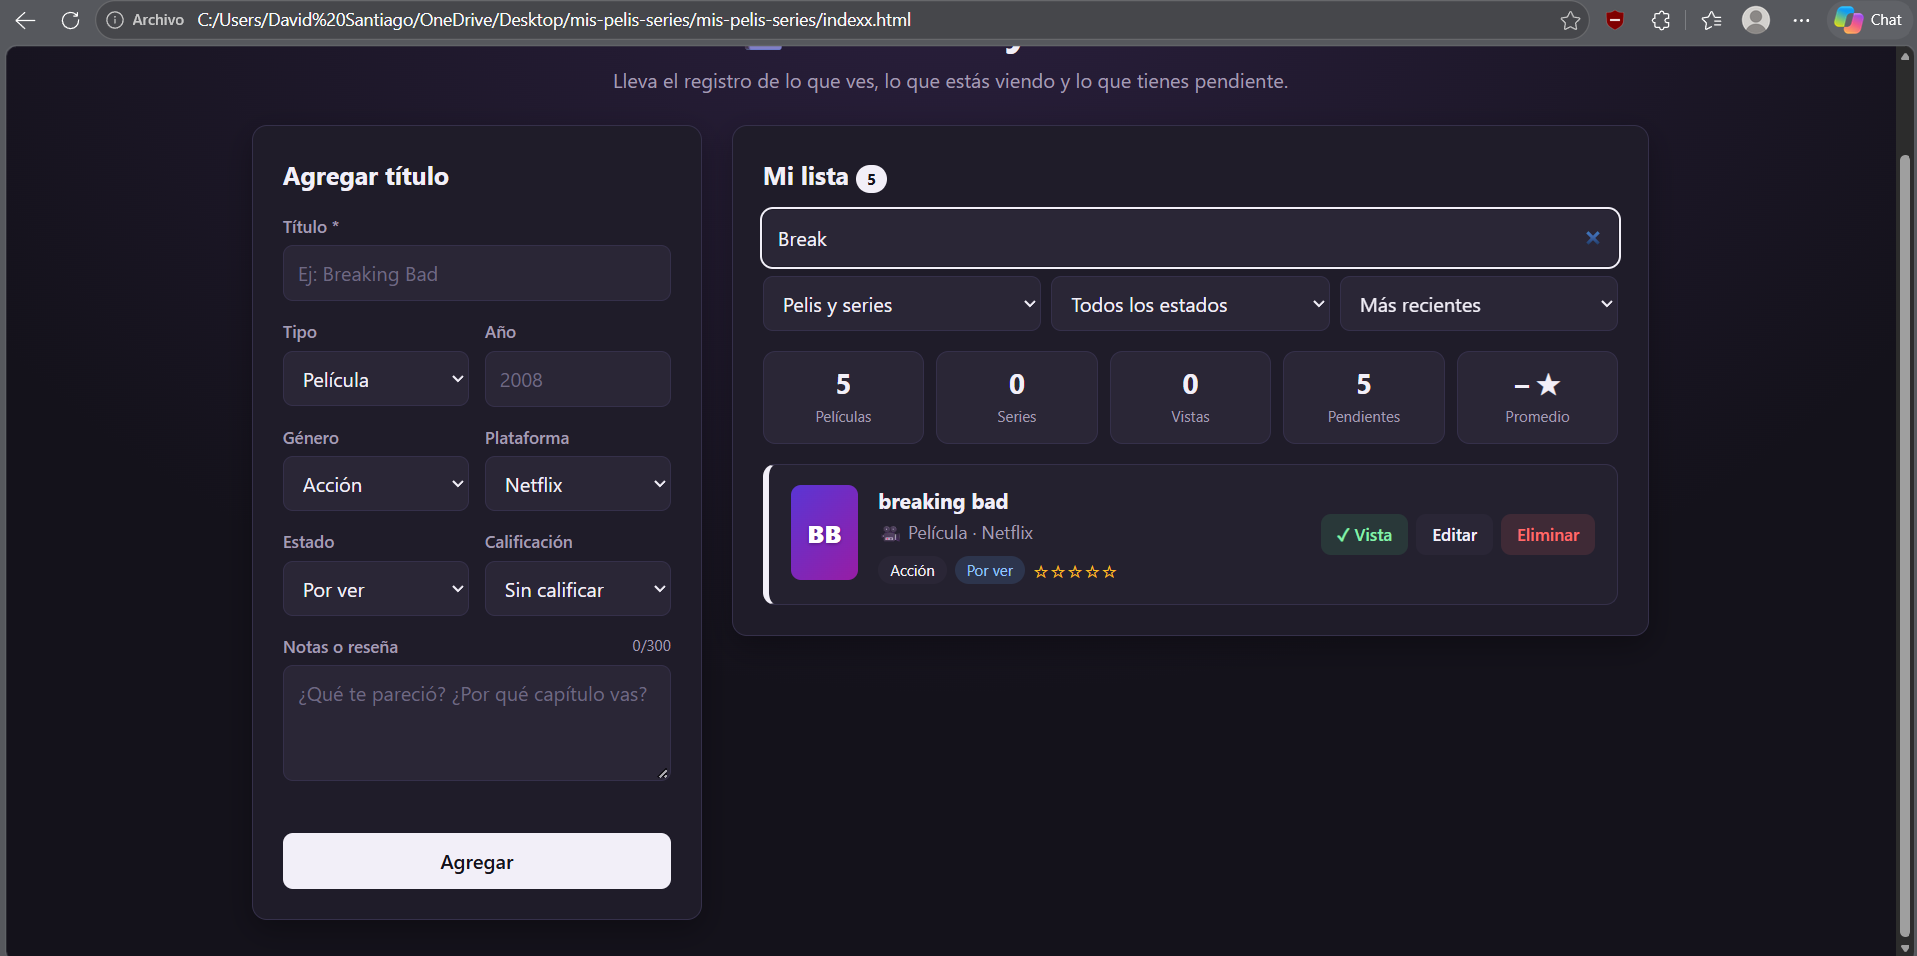 Archivo C:/Users/David%20Santiago/OneDrive/Desktop/mis-pelis-series/mis-pelis-series/indexx.html
Chat
Lleva el registro de lo que ves, lo que estás viendo y lo que tienes pendiente.
Agregar título
Título *
Ej: Breaking Bad
Tipo Año
Película 2008
Género Plataforma
Acción Netflix
Estado Calificación
Por ver Sin calificar
Notas o reseña 0/300
¿Qué te pareció? ¿Por qué capítulo vas?
Agregar
Mi lista 5
Break
Pelis y series Todos los estados Más recientes
5 0 0 5 – ★
Películas Series Vistas Pendientes Promedio
BB
breaking bad
Película · Netflix
Acción Por ver ☆☆☆☆☆
✓ Vista Editar Eliminar